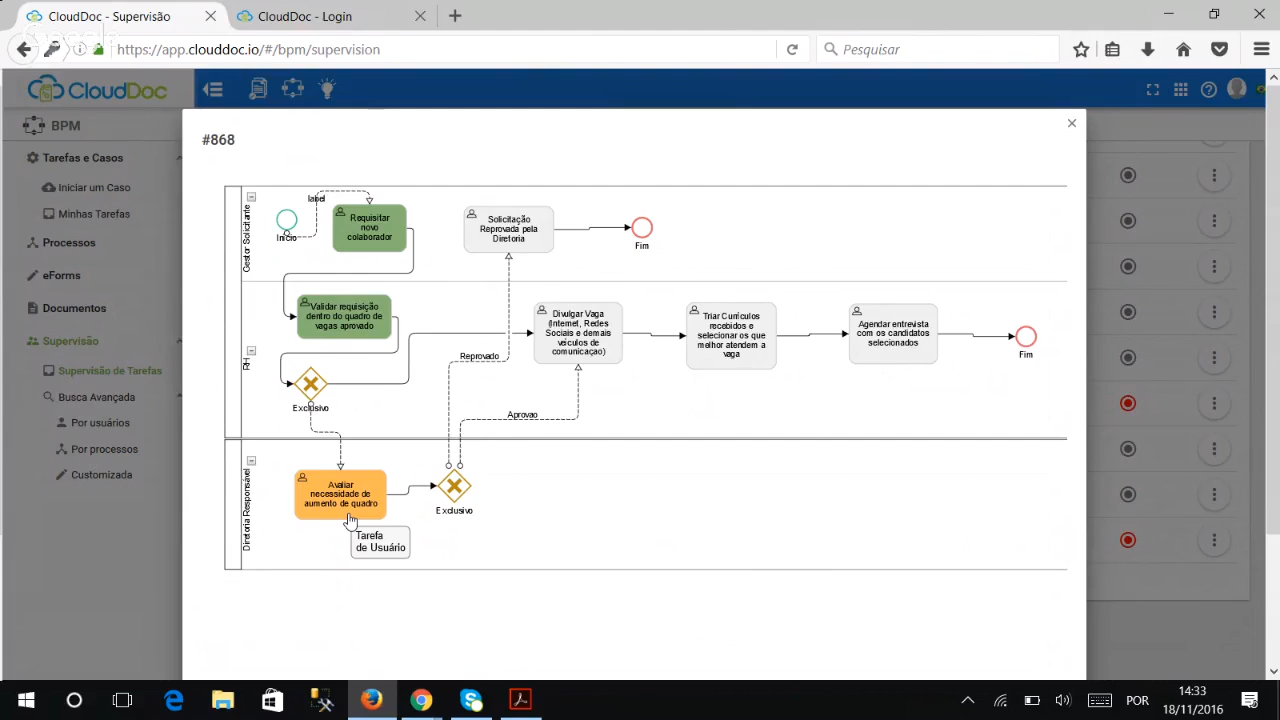 CloudDoc - Supervisão
CloudDoc - Login
https://app.clouddoc.io/#/bpm/supervision
Pesquisar
CloudDoc
BPM
Tarefas e Casos
Iniciar um Caso
Minhas Tarefas
Processos
eForms
Documentos
Supervisão
Supervisão de Tarefas
Busca Avançada
Por usuários
Por processos
Customizada
#868
Gestor Solicitante
Início
label
Requisitar
novo
colaborador
Solicitação
Reprovada pela
Diretoria
Fim
RH
Validar requisição
dentro do quadro de
vagas aprovado
Exclusivo
Reprovado
Aprovao
Divulgar Vaga
(Internet, Redes
Sociais e demais
veículos de
comunicaçao)
Triar Currículos
recebidos e
selecionar os que
melhor atendem a
vaga
Agendar entrevista
com os candidatos
selecionados
Fim
Diretoria Responsável
Avaliar
necessidade de
aumento de quadro
Exclusivo
Tarefa
de Usuário
POR
14:33
18/11/2016